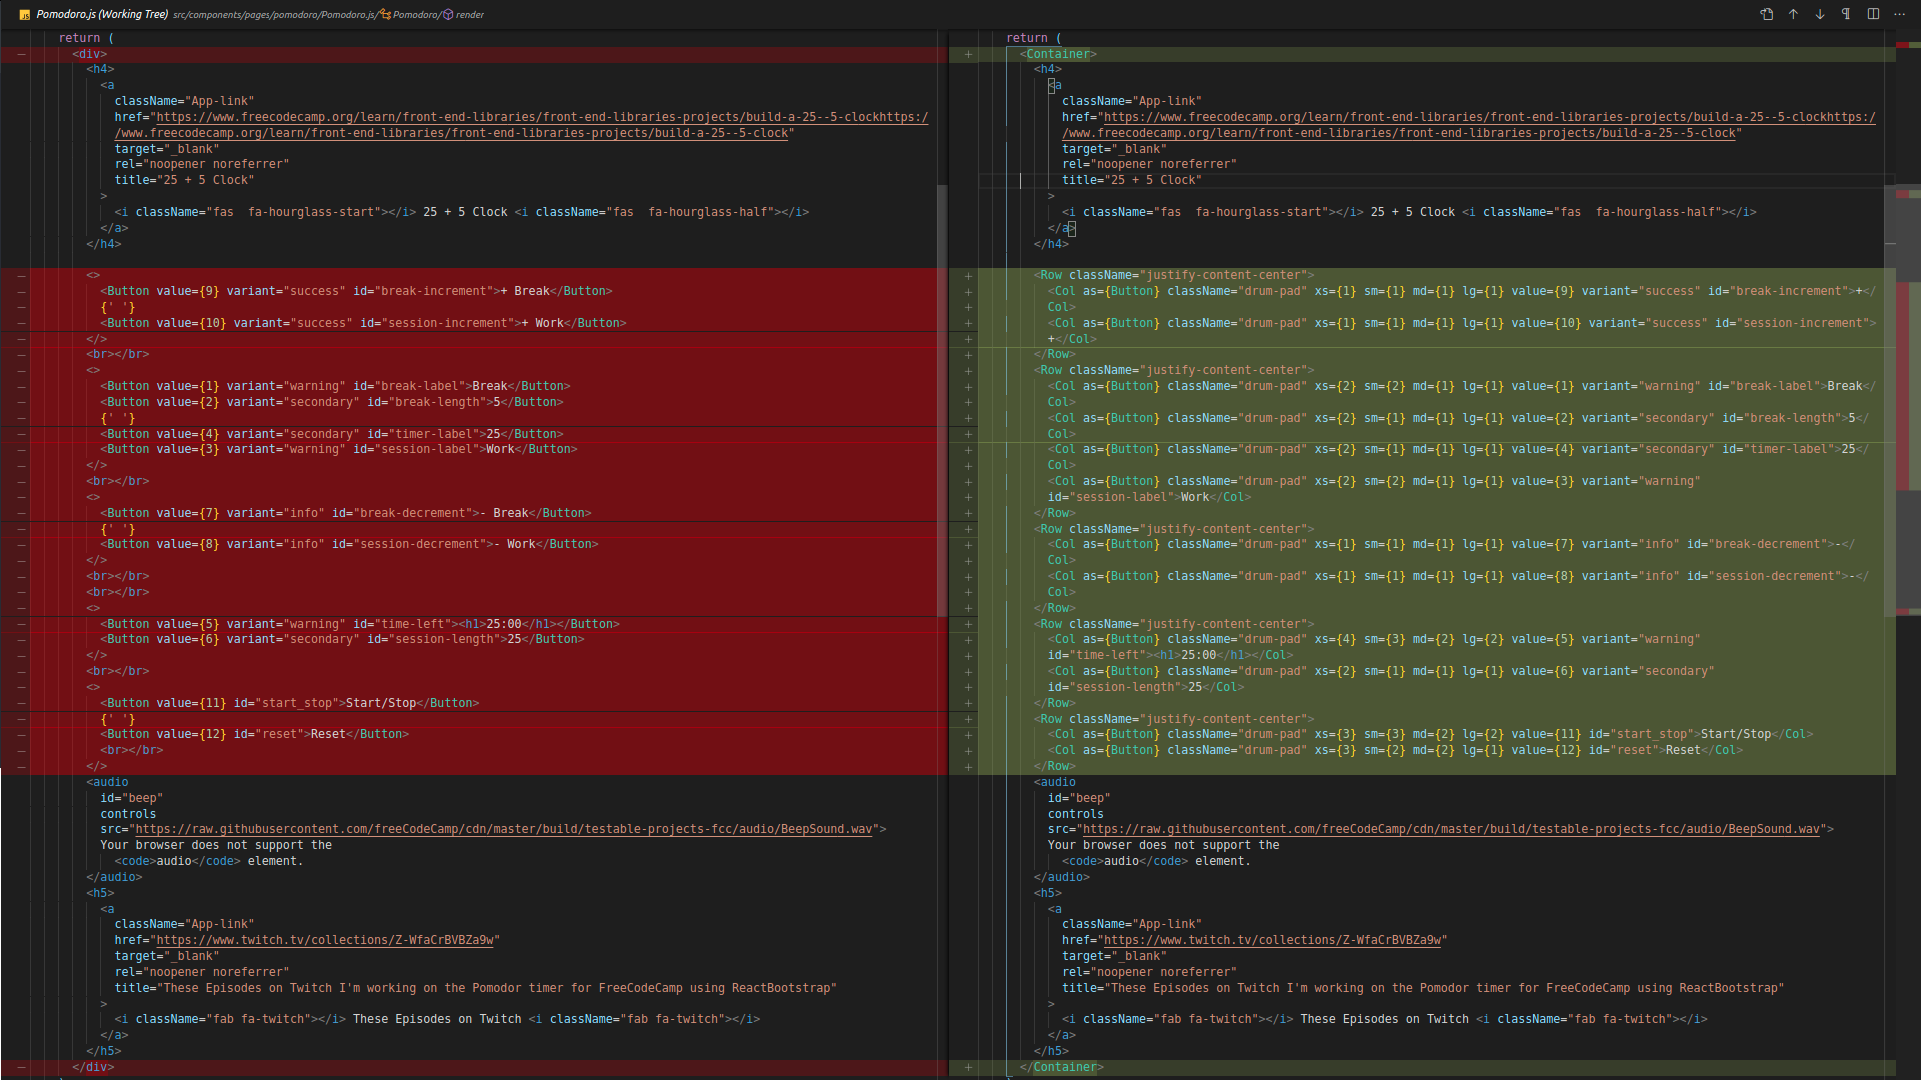 Pomodoro.js (Working Tree) src/components/pages/pomodoro/Pomodoro.js/ Pomodoro/ render
return (
<div>
<h4>
<a
className="App-link"
href="https://www.freecodecamp.org/learn/front-end-libraries/front-end-libraries-projects/build-a-25--5-clockhttps:/
/www.freecodecamp.org/learn/front-end-libraries/front-end-libraries-projects/build-a-25--5-clock"
target="_blank"
rel="noopener noreferrer"
title="25 + 5 Clock"
>
<i className="fas  fa-hourglass-start"></i> 25 + 5 Clock <i className="fas  fa-hourglass-half"></i>
</a>
</h4>
<>
<Button value={9} variant="success" id="break-increment">+ Break</Button>
{' '}
<Button value={10} variant="success" id="session-increment">+ Work</Button>
</>
<br></br>
<>
<Button value={1} variant="warning" id="break-label">Break</Button>
<Button value={2} variant="secondary" id="break-length">5</Button>
{' '}
<Button value={4} variant="secondary" id="timer-label">25</Button>
<Button value={3} variant="warning" id="session-label">Work</Button>
</>
<br></br>
<>
<Button value={7} variant="info" id="break-decrement">- Break</Button>
{' '}
<Button value={8} variant="info" id="session-decrement">- Work</Button>
</>
<br></br>
<br></br>
<>
<Button value={5} variant="warning" id="time-left"><h1>25:00</h1></Button>
<Button value={6} variant="secondary" id="session-length">25</Button>
</>
<br></br>
<>
<Button value={11} id="start_stop">Start/Stop</Button>
{' '}
<Button value={12} id="reset">Reset</Button>
<br></br>
</>
<audio
id="beep"
controls
src="https://raw.githubusercontent.com/freeCodeCamp/cdn/master/build/testable-projects-fcc/audio/BeepSound.wav">
Your browser does not support the
<code>audio</code> element.
</audio>
<h5>
<a
className="App-link"
href="https://www.twitch.tv/collections/Z-WfaCrBVBZa9w"
target="_blank"
rel="noopener noreferrer"
title="These Episodes on Twitch I'm working on the Pomodor timer for FreeCodeCamp using ReactBootstrap"
>
<i className="fab fa-twitch"></i> These Episodes on Twitch <i className="fab fa-twitch"></i>
</a>
</h5>
</div>
return (
<Container>
<h4>
<a
className="App-link"
href="https://www.freecodecamp.org/learn/front-end-libraries/front-end-libraries-projects/build-a-25--5-clockhttps:/
/www.freecodecamp.org/learn/front-end-libraries/front-end-libraries-projects/build-a-25--5-clock"
target="_blank"
rel="noopener noreferrer"
title="25 + 5 Clock"
>
<i className="fas  fa-hourglass-start"></i> 25 + 5 Clock <i className="fas  fa-hourglass-half"></i>
</a>
</h4>
<Row className="justify-content-center">
<Col as={Button} className="drum-pad" xs={1} sm={1} md={1} lg={1} value={9} variant="success" id="break-increment">+</
Col>
<Col as={Button} className="drum-pad" xs={1} sm={1} md={1} lg={1} value={10} variant="success" id="session-increment">
+</Col>
</Row>
<Row className="justify-content-center">
<Col as={Button} className="drum-pad" xs={2} sm={2} md={1} lg={1} value={1} variant="warning" id="break-label">Break</
Col>
<Col as={Button} className="drum-pad" xs={2} sm={1} md={1} lg={1} value={2} variant="secondary" id="break-length">5</
Col>
<Col as={Button} className="drum-pad" xs={2} sm={1} md={1} lg={1} value={4} variant="secondary" id="timer-label">25</
Col>
<Col as={Button} className="drum-pad" xs={2} sm={2} md={1} lg={1} value={3} variant="warning"
id="session-label">Work</Col>
</Row>
<Row className="justify-content-center">
<Col as={Button} className="drum-pad" xs={1} sm={1} md={1} lg={1} value={7} variant="info" id="break-decrement">-</
Col>
<Col as={Button} className="drum-pad" xs={1} sm={1} md={1} lg={1} value={8} variant="info" id="session-decrement">-</
Col>
</Row>
<Row className="justify-content-center">
<Col as={Button} className="drum-pad" xs={4} sm={3} md={2} lg={2} value={5} variant="warning"
id="time-left"><h1>25:00</h1></Col>
<Col as={Button} className="drum-pad" xs={2} sm={1} md={1} lg={1} value={6} variant="secondary"
id="session-length">25</Col>
</Row>
<Row className="justify-content-center">
<Col as={Button} className="drum-pad" xs={3} sm={3} md={2} lg={2} value={11} id="start_stop">Start/Stop</Col>
<Col as={Button} className="drum-pad" xs={3} sm={2} md={2} lg={1} value={12} id="reset">Reset</Col>
</Row>
<audio
id="beep"
controls
src="https://raw.githubusercontent.com/freeCodeCamp/cdn/master/build/testable-projects-fcc/audio/BeepSound.wav">
Your browser does not support the
<code>audio</code> element.
</audio>
<h5>
<a
className="App-link"
href="https://www.twitch.tv/collections/Z-WfaCrBVBZa9w"
target="_blank"
rel="noopener noreferrer"
title="These Episodes on Twitch I'm working on the Pomodor timer for FreeCodeCamp using ReactBootstrap"
>
<i className="fab fa-twitch"></i> These Episodes on Twitch <i className="fab fa-twitch"></i>
</a>
</h5>
</Container>